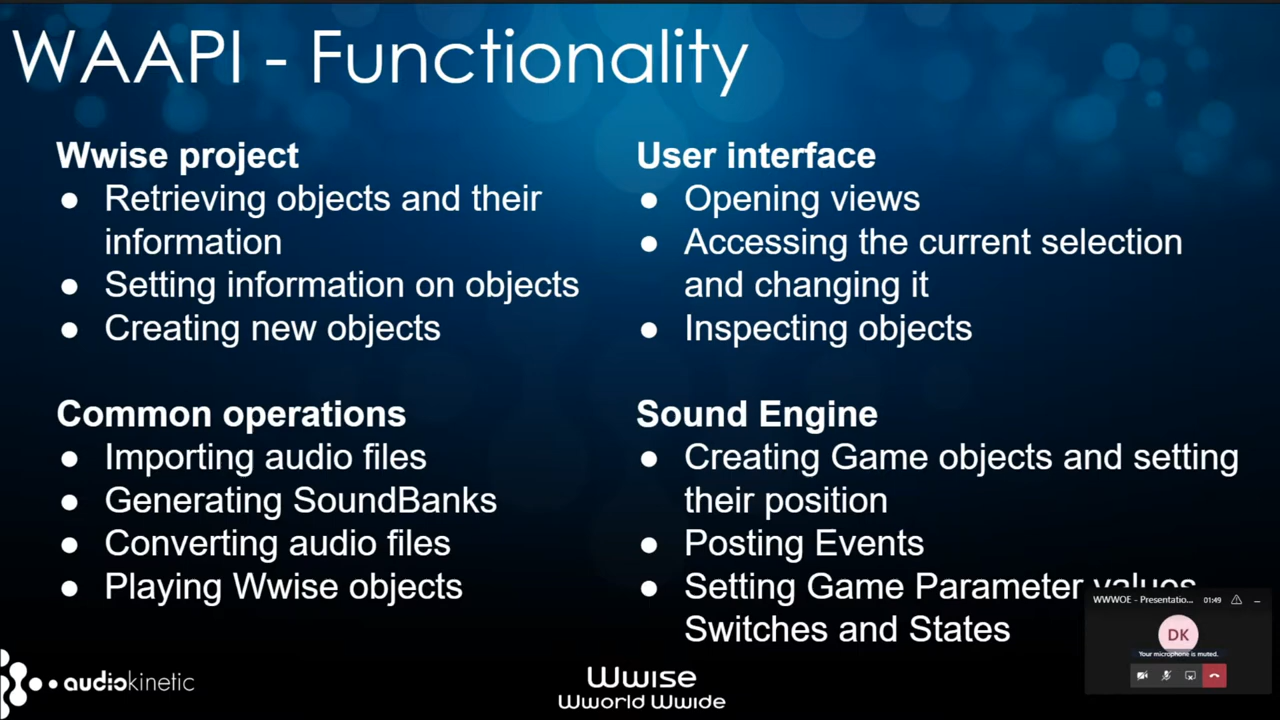 WAAPI - Functionality
Wwise project
● Retrieving objects and their
information
● Setting information on objects
● Creating new objects
Common operations
● Importing audio files
● Generating SoundBanks
● Converting audio files
● Playing Wwise objects
User interface
● Opening views
● Accessing the current selection
and changing it
● Inspecting objects
Sound Engine
● Creating Game objects and setting
their position
● Posting Events
● Setting Game Parameter values
Switches and States
WWWOE - Presentatio... 01:49
DK
Your microphone is muted.
audiokinetic
Wwise
Wworld Wwide